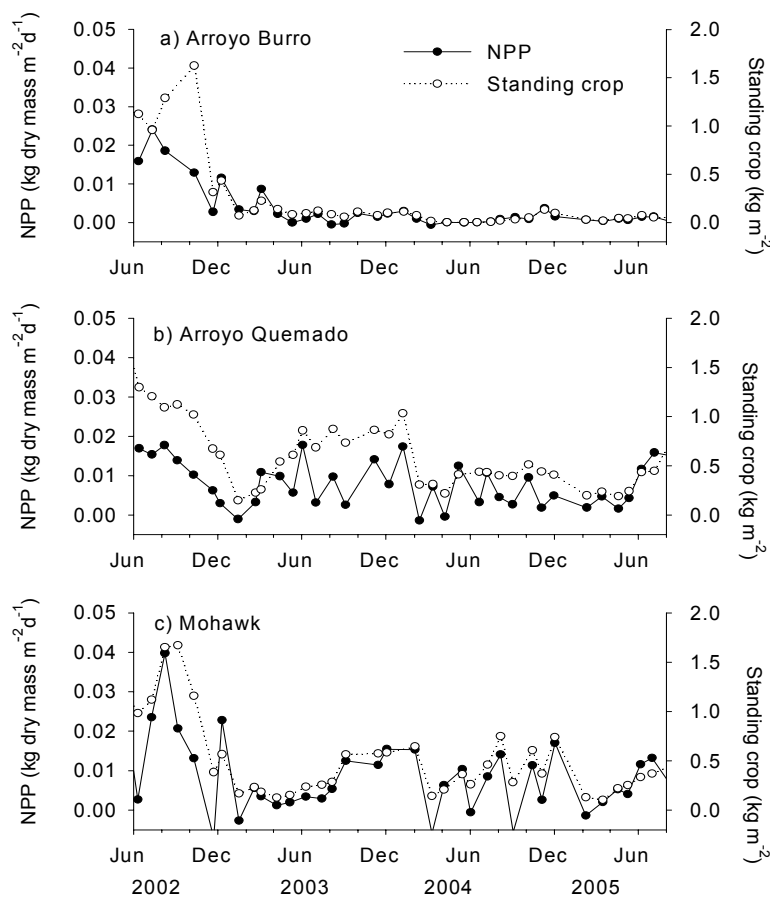 a) Arroyo Burro
NPP
Standing crop
NPP (kg dry mass m⁻²d⁻¹)
0.05
0.04
0.03
0.02
0.01
0.00
2.0
1.5
1.0
0.5
0.0
Standing crop (kg m⁻²)
Jun Dec Jun Dec Jun Dec Jun
b) Arroyo Quemado
NPP (kg dry mass m⁻²d⁻¹)
0.05
0.04
0.03
0.02
0.01
0.00
2.0
1.5
1.0
0.5
0.0
Standing crop (kg m⁻²)
Jun Dec Jun Dec Jun Dec Jun
c) Mohawk
NPP (kg dry mass m⁻²d⁻¹)
0.05
0.04
0.03
0.02
0.01
0.00
2.0
1.5
1.0
0.5
0.0
Standing crop (kg m⁻²)
Jun Dec Jun Dec Jun Dec Jun
2002 2003 2004 2005